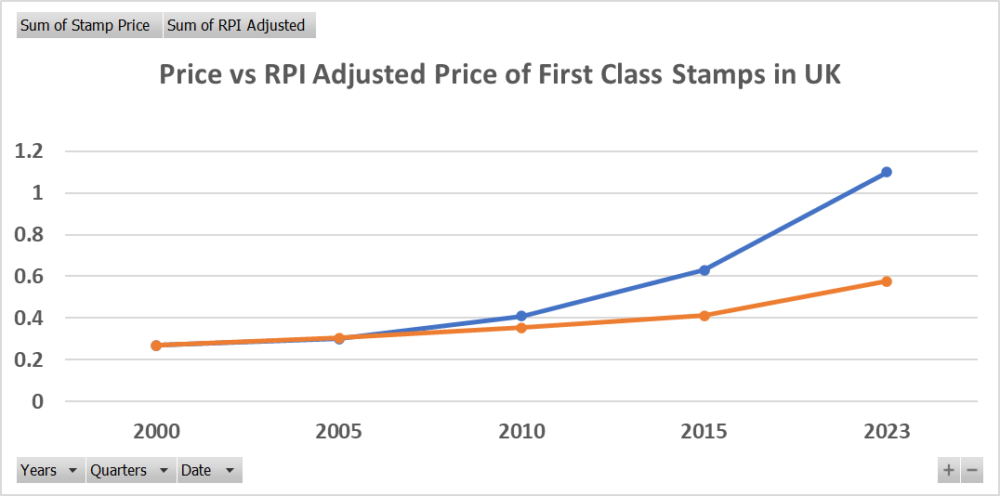 Sum of Stamp Price Sum of RPI Adjusted
Price vs RPI Adjusted Price of First Class Stamps in UK
1.2
1
0.8
0.6
0.4
0.2
0
2000 2005 2010 2015 2023
Years Quarters Date + −